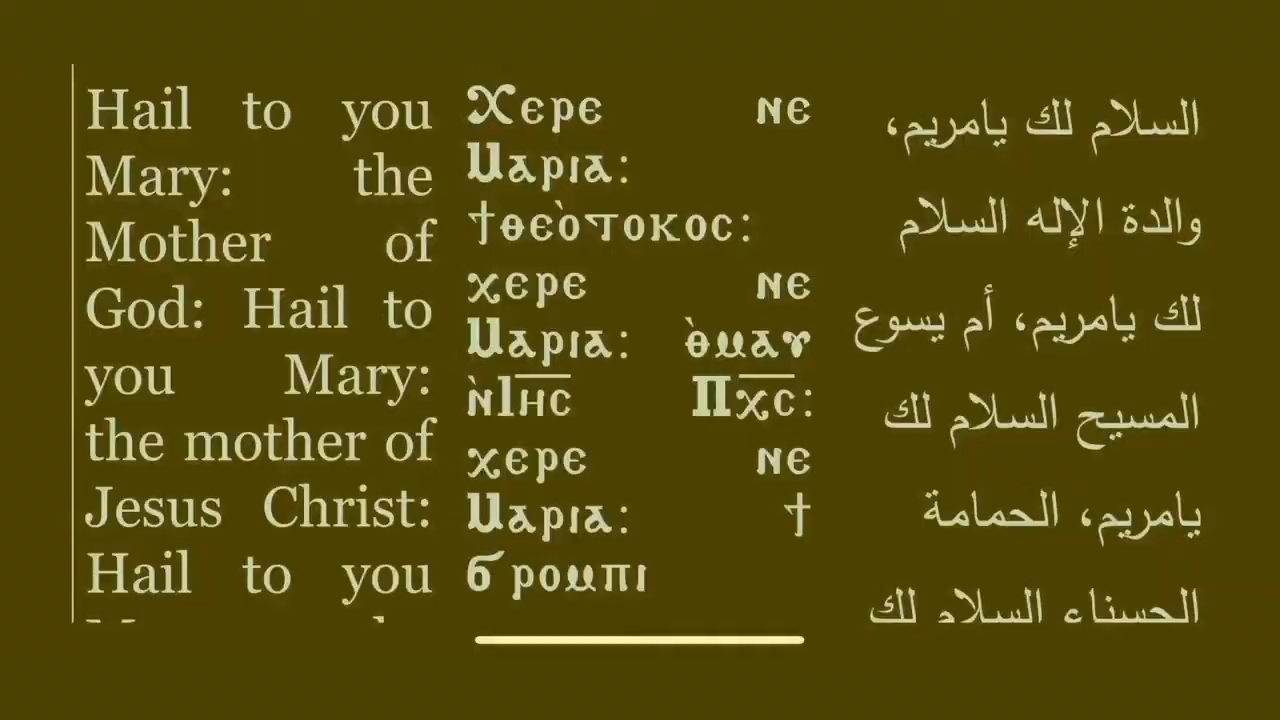 Hail to you
Mary: the
Mother of
God: Hail to
you Mary:
the mother of
Jesus Christ:
Hail to you
Ⲭⲉⲣⲉ ⲛⲉ
Ⲙⲁⲣⲓⲁ:
ϯⲑⲉⲟ̀ⲧⲟⲕⲟⲥ:
ⲭⲉⲣⲉ ⲛⲉ
Ⲙⲁⲣⲓⲁ: ⲑ̀ⲙⲁⲩ
ⲛ̀Ⲓⲏ̅ⲥ̅ Ⲡⲭ̅ⲥ̅:
ⲭⲉⲣⲉ ⲛⲉ
Ⲙⲁⲣⲓⲁ: ϯ
ϭⲣⲟⲙⲡⲓ
السلام لك يامريم،
والدة الإله السلام
لك يامريم، أم يسوع
المسيح السلام لك
يامريم، الحمامة
الحسناء السلام لك